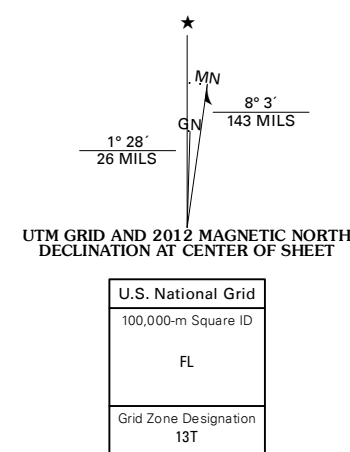 ★
MN
8° 3´
143 MILS
GN
1° 28´
26 MILS
UTM GRID AND 2012 MAGNETIC NORTH
DECLINATION AT CENTER OF SHEET
U.S. National Grid
100,000-m Square ID
FL
Grid Zone Designation
13T